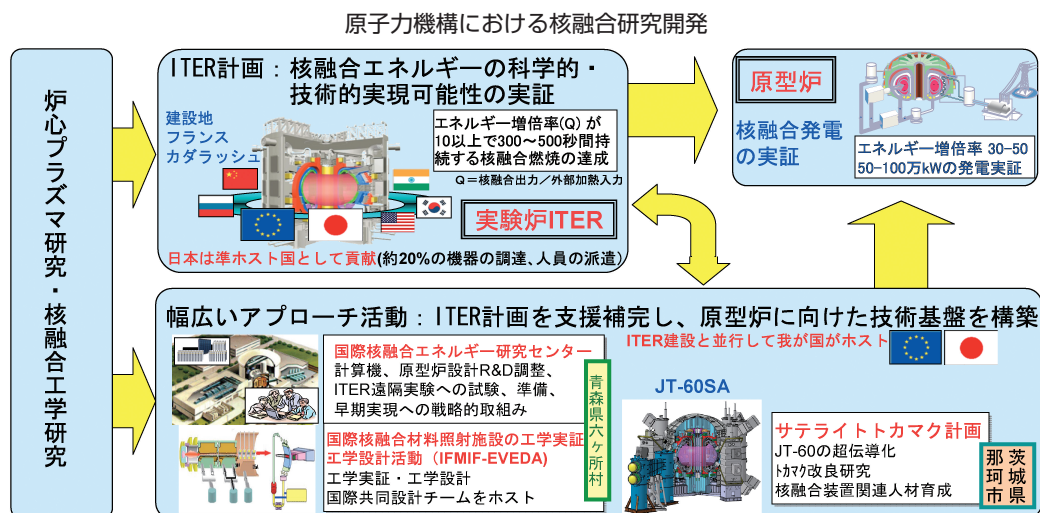 原子力機構における核融合研究開発
炉心プラズマ研究・核融合工学研究
ITER計画：核融合エネルギーの科学的・
技術的実現可能性の実証
建設地
フランス
カダラッシュ
エネルギー増倍率(Q) が
10以上で300～500秒間持
続する核融合燃焼の達成
Q＝核融合出力／外部加熱入力
実験炉ITER
日本は準ホスト国として貢献(約20%の機器の調達、人員の派遣)
原型炉
核融合発電
の実証
エネルギー増倍率 30-50
50-100万kWの発電実証
幅広いアプローチ活動：ITER計画を支援補完し、原型炉に向けた技術基盤を構築
ITER建設と並行して我が国がホスト
国際核融合エネルギー研究センター
計算機、原型炉設計R&D調整、
ITER遠隔実験への試験、準備、
早期実現への戦略的取組み
国際核融合材料照射施設の工学実証
工学設計活動（IFMIF-EVEDA)
工学実証・工学設計
国際共同設計チームをホスト
青森県六ヶ所村
JT-60SA
サテライトトカマク計画
JT-60の超伝導化
ﾄｶﾏｸ改良研究
核融合装置関連人材育成
茨城県
那珂市